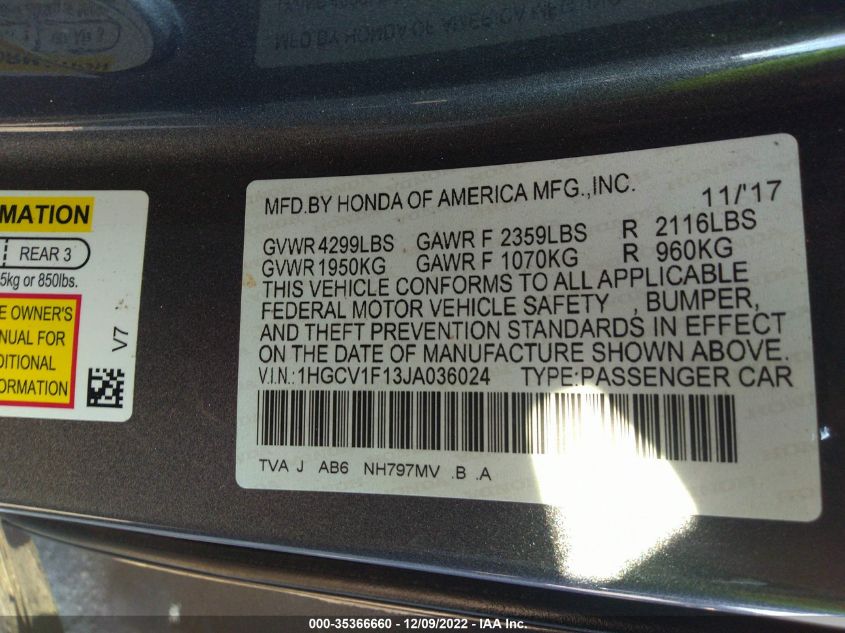 MATION
REAR 3
5kg or 850lbs.
E OWNER'S
NUAL FOR
DITIONAL
MATION
V7
MFD.BY HONDA OF AMERICA MFG.,INC. 11/'17
GVWR 4299LBS GAWR F 2359LBS R 2116LBS
GVWR 1950KG GAWR F 1070KG R 960KG
THIS VEHICLE CONFORMS TO ALL APPLICABLE
FEDERAL MOTOR VEHICLE SAFETY , BUMPER,
AND THEFT PREVENTION STANDARDS IN EFFECT
ON THE DATE OF MANUFACTURE SHOWN ABOVE.
V.I.N.:1HGCV1F13JA036024 TYPE:PASSENGER CAR
TVA J AB6 NH797MV .B .A
000-35366660 - 12/09/2022 - IAA Inc.